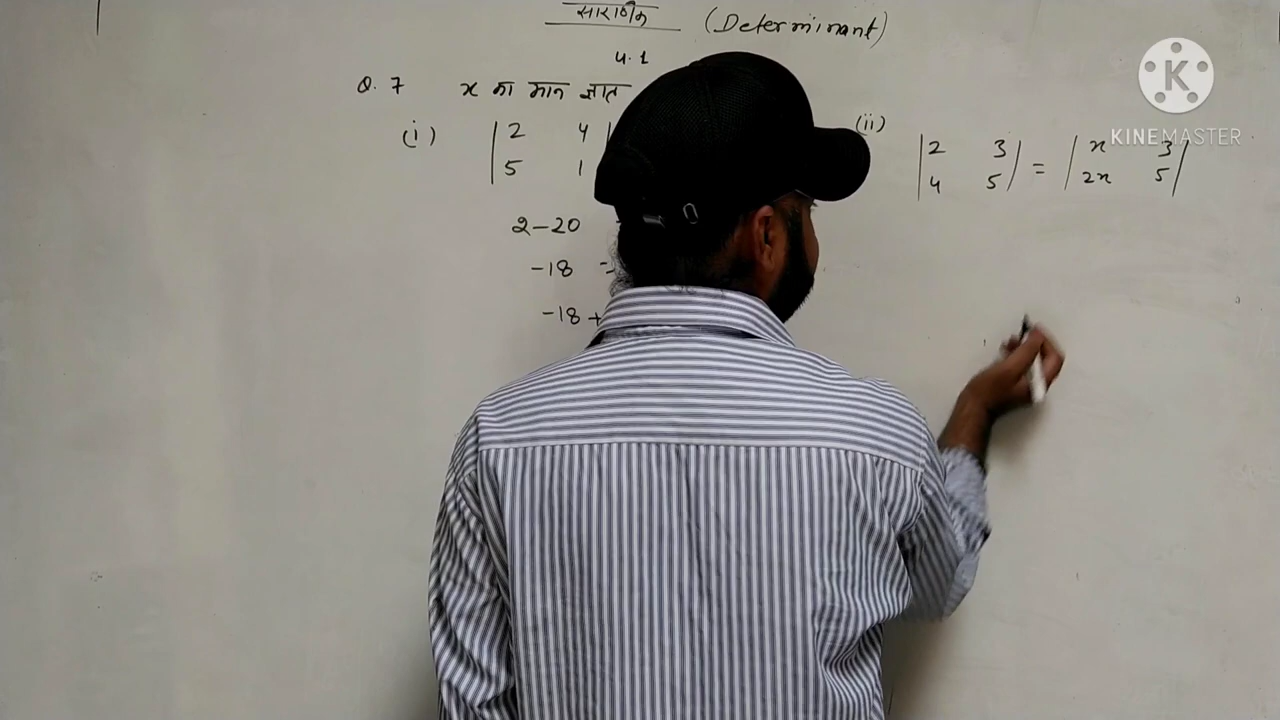 सारणिक (Determinant)
4.1
Q. 7 x का मान ज्ञात
(i) | 2 4 |
| 5 1
2 - 20
-18 =
-18 +
(ii) | 2 3 | = | x 3 |
| 4 5 | | 2x 5 |
K
KINEMASTER